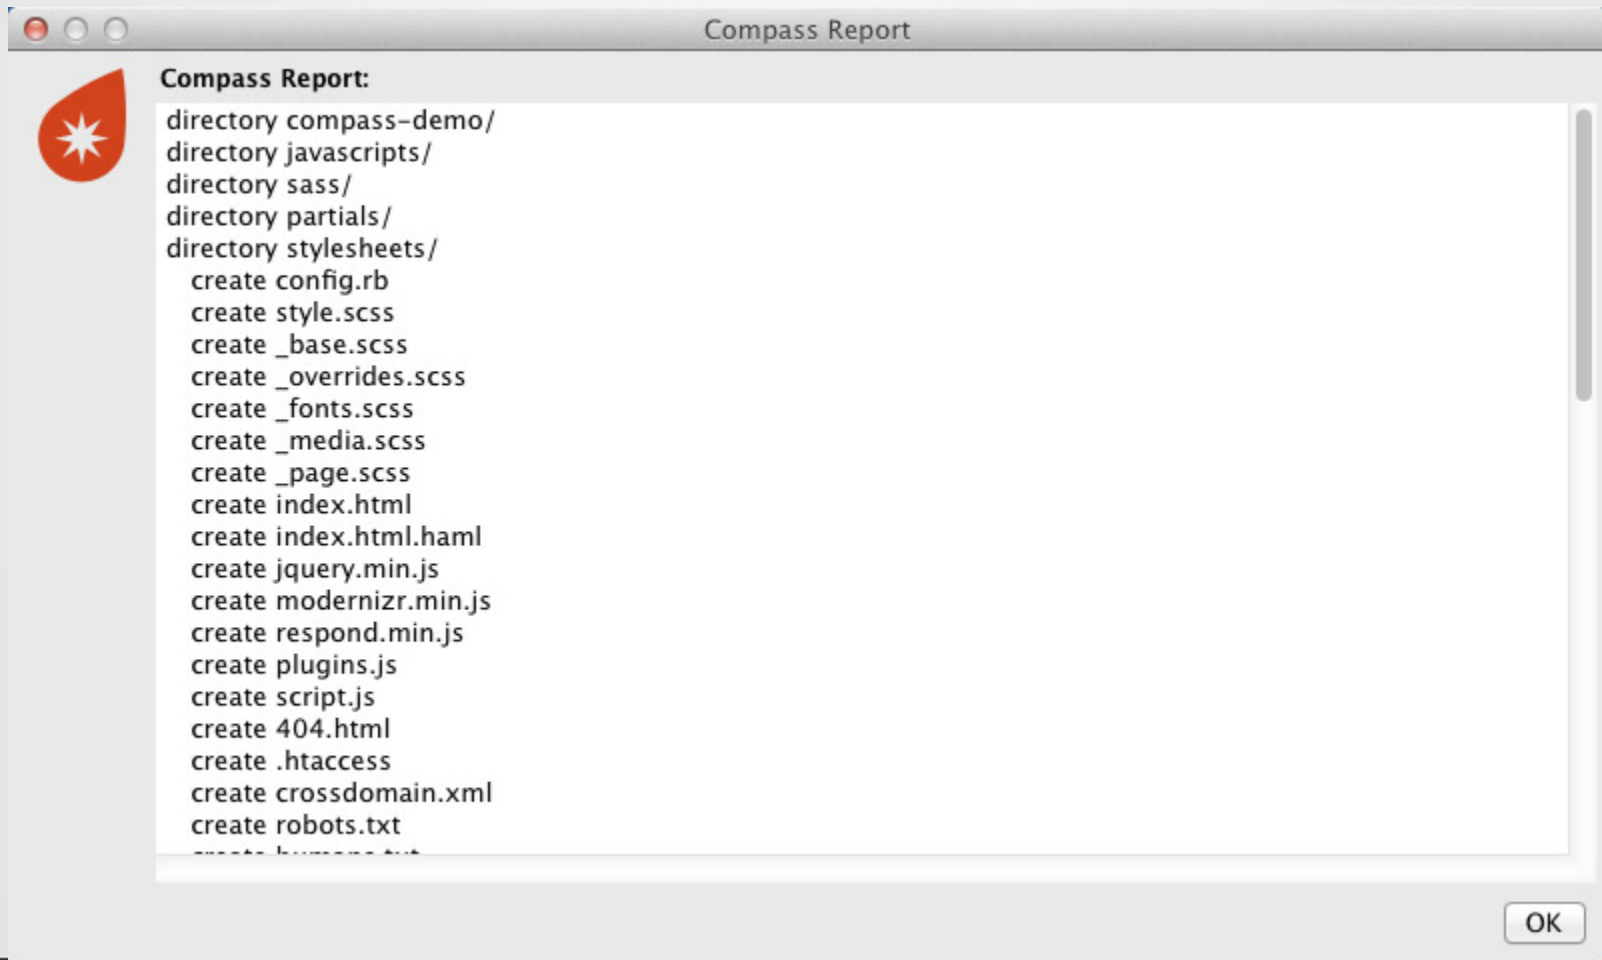 Compass Report
Compass Report:
directory compass-demo/
directory javascripts/
directory sass/
directory partials/
directory stylesheets/
create config.rb
create style.scss
create _base.scss
create _overrides.scss
create _fonts.scss
create _media.scss
create _page.scss
create index.html
create index.html.haml
create jquery.min.js
create modernizr.min.js
create respond.min.js
create plugins.js
create script.js
create 404.html
create .htaccess
create crossdomain.xml
create robots.txt
create humans.txt
OK